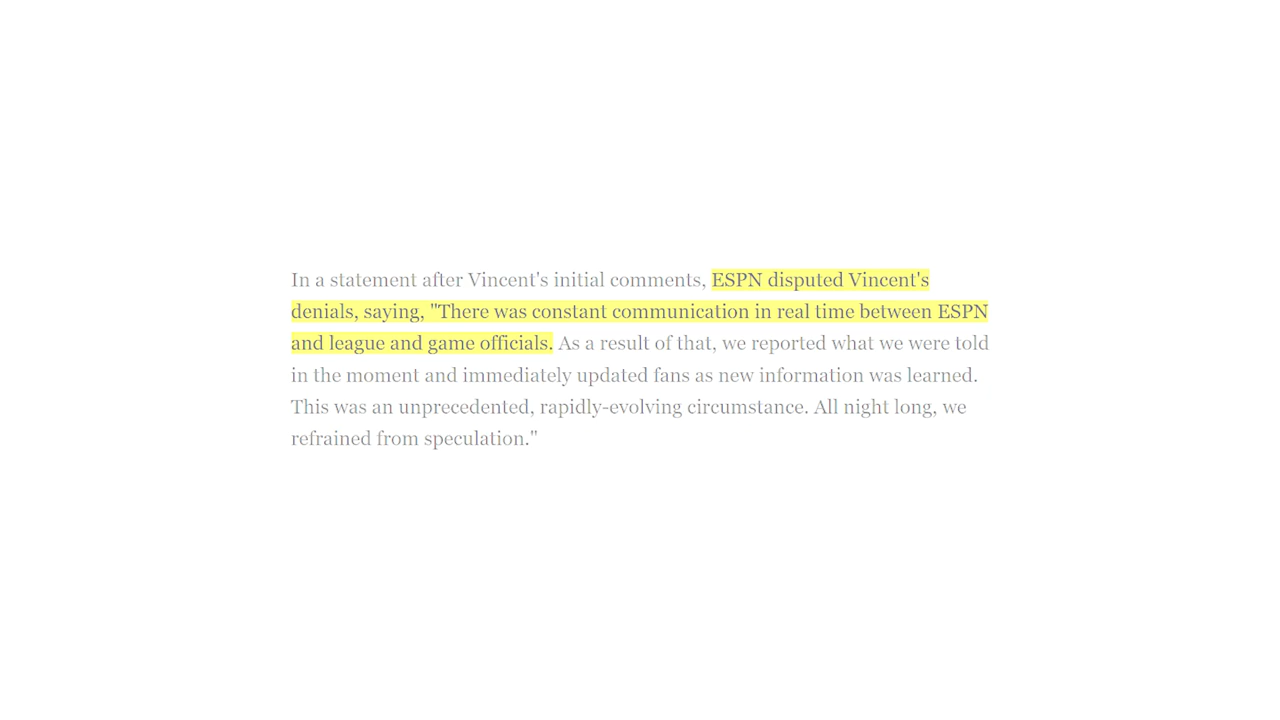 In a statement after Vincent's initial comments, ESPN disputed Vincent's
denials, saying, "There was constant communication in real time between ESPN
and league and game officials. As a result of that, we reported what we were told
in the moment and immediately updated fans as new information was learned.
This was an unprecedented, rapidly-evolving circumstance. All night long, we
refrained from speculation."